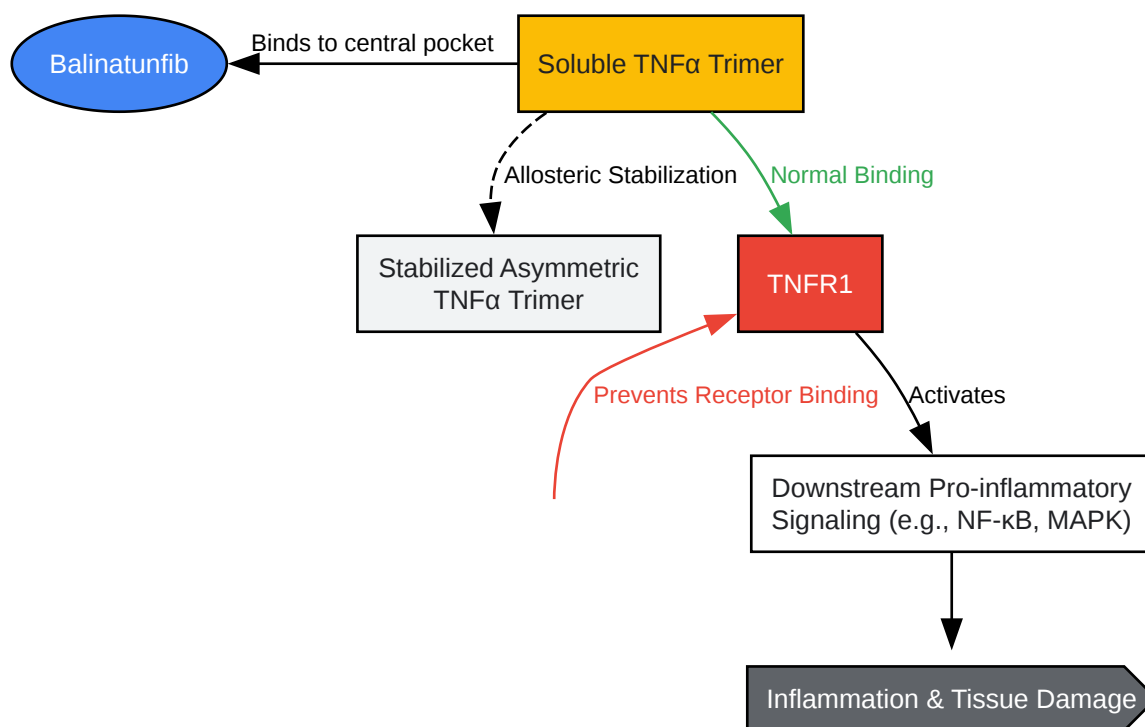 Binds to central pocket
Balinatunfib
Soluble TNFα Trimer
Allosteric Stabilization
Normal Binding
Stabilized Asymmetric
TNFα Trimer
TNFR1
Prevents Receptor Binding
Activates
Downstream Pro-inflammatory
Signaling (e.g., NF-κB, MAPK)
Inflammation & Tissue Damage